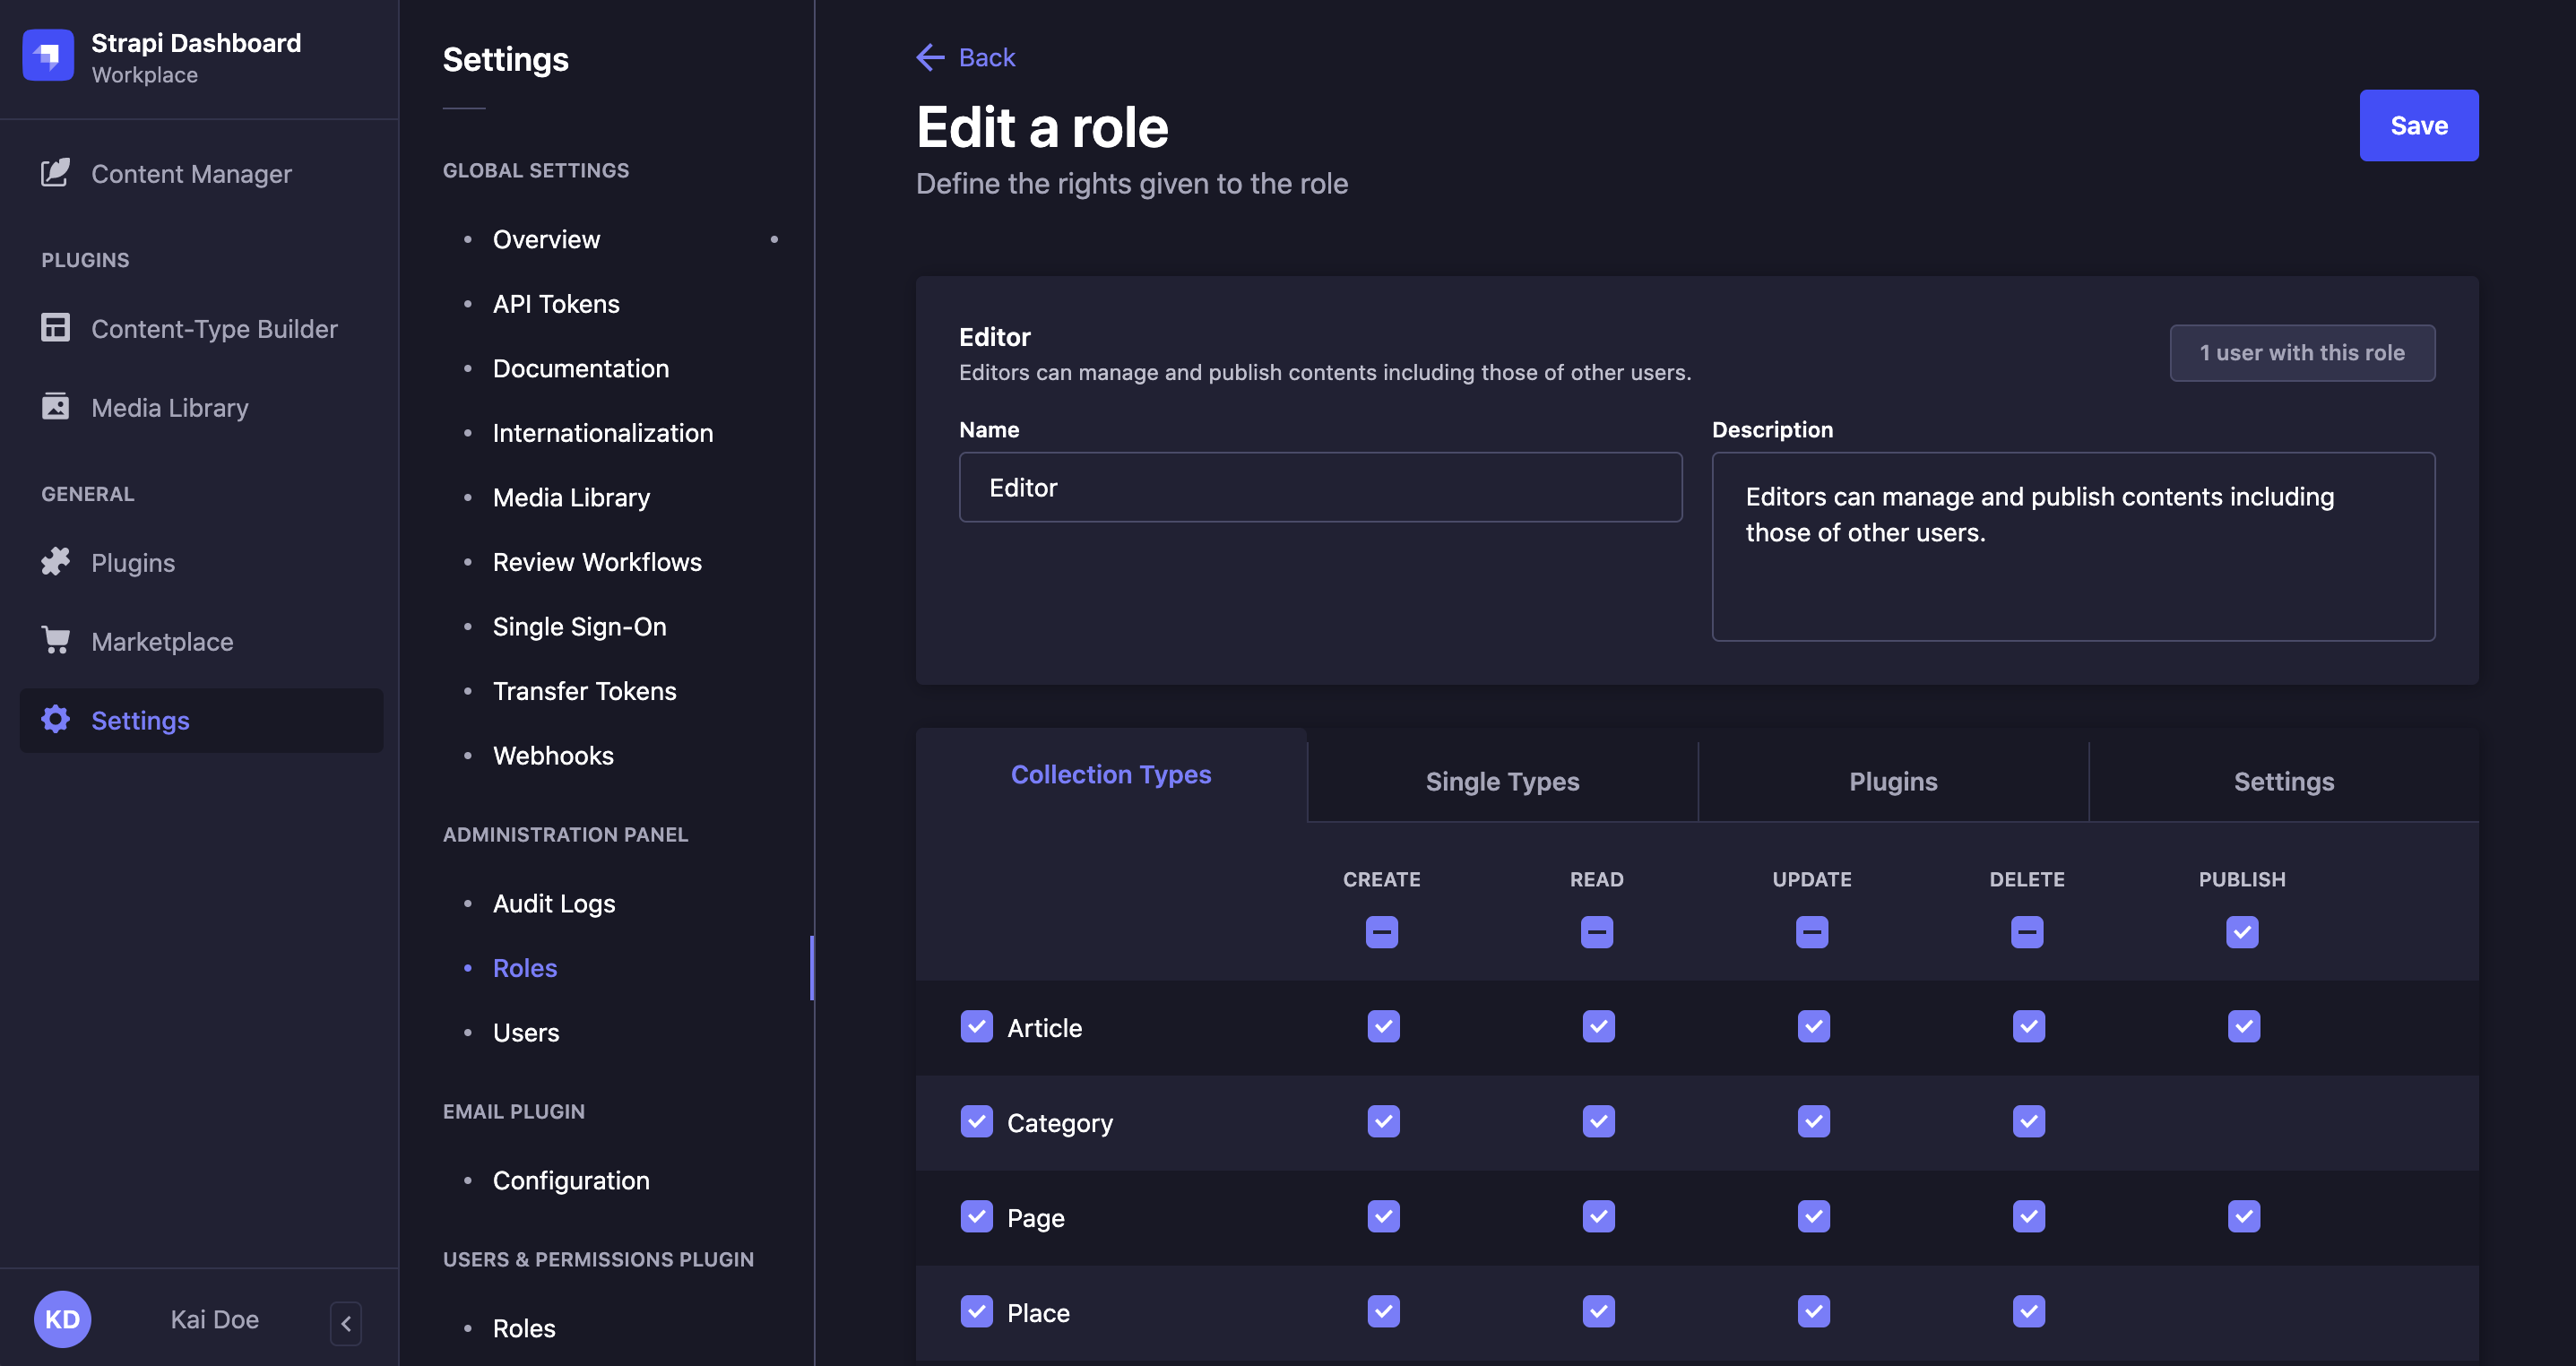 Strapi Dashboard
Workplace
Content Manager
PLUGINS
Content-Type Builder
Media Library
GENERAL
Plugins
Marketplace
Settings
KD
Kai Doe
Settings
GLOBAL SETTINGS
Overview
API Tokens
Documentation
Internationalization
Media Library
Review Workflows
Single Sign-On
Transfer Tokens
Webhooks
ADMINISTRATION PANEL
Audit Logs
Roles
Users
EMAIL PLUGIN
Configuration
USERS & PERMISSIONS PLUGIN
Roles
Back
Edit a role
Define the rights given to the role
Save
Editor
Editors can manage and publish contents including those of other users.
1 user with this role
Name
Editor
Description
Editors can manage and publish contents including
those of other users.
Collection Types
Single Types
Plugins
Settings
CREATE READ UPDATE DELETE PUBLISH
Article
Category
Page
Place